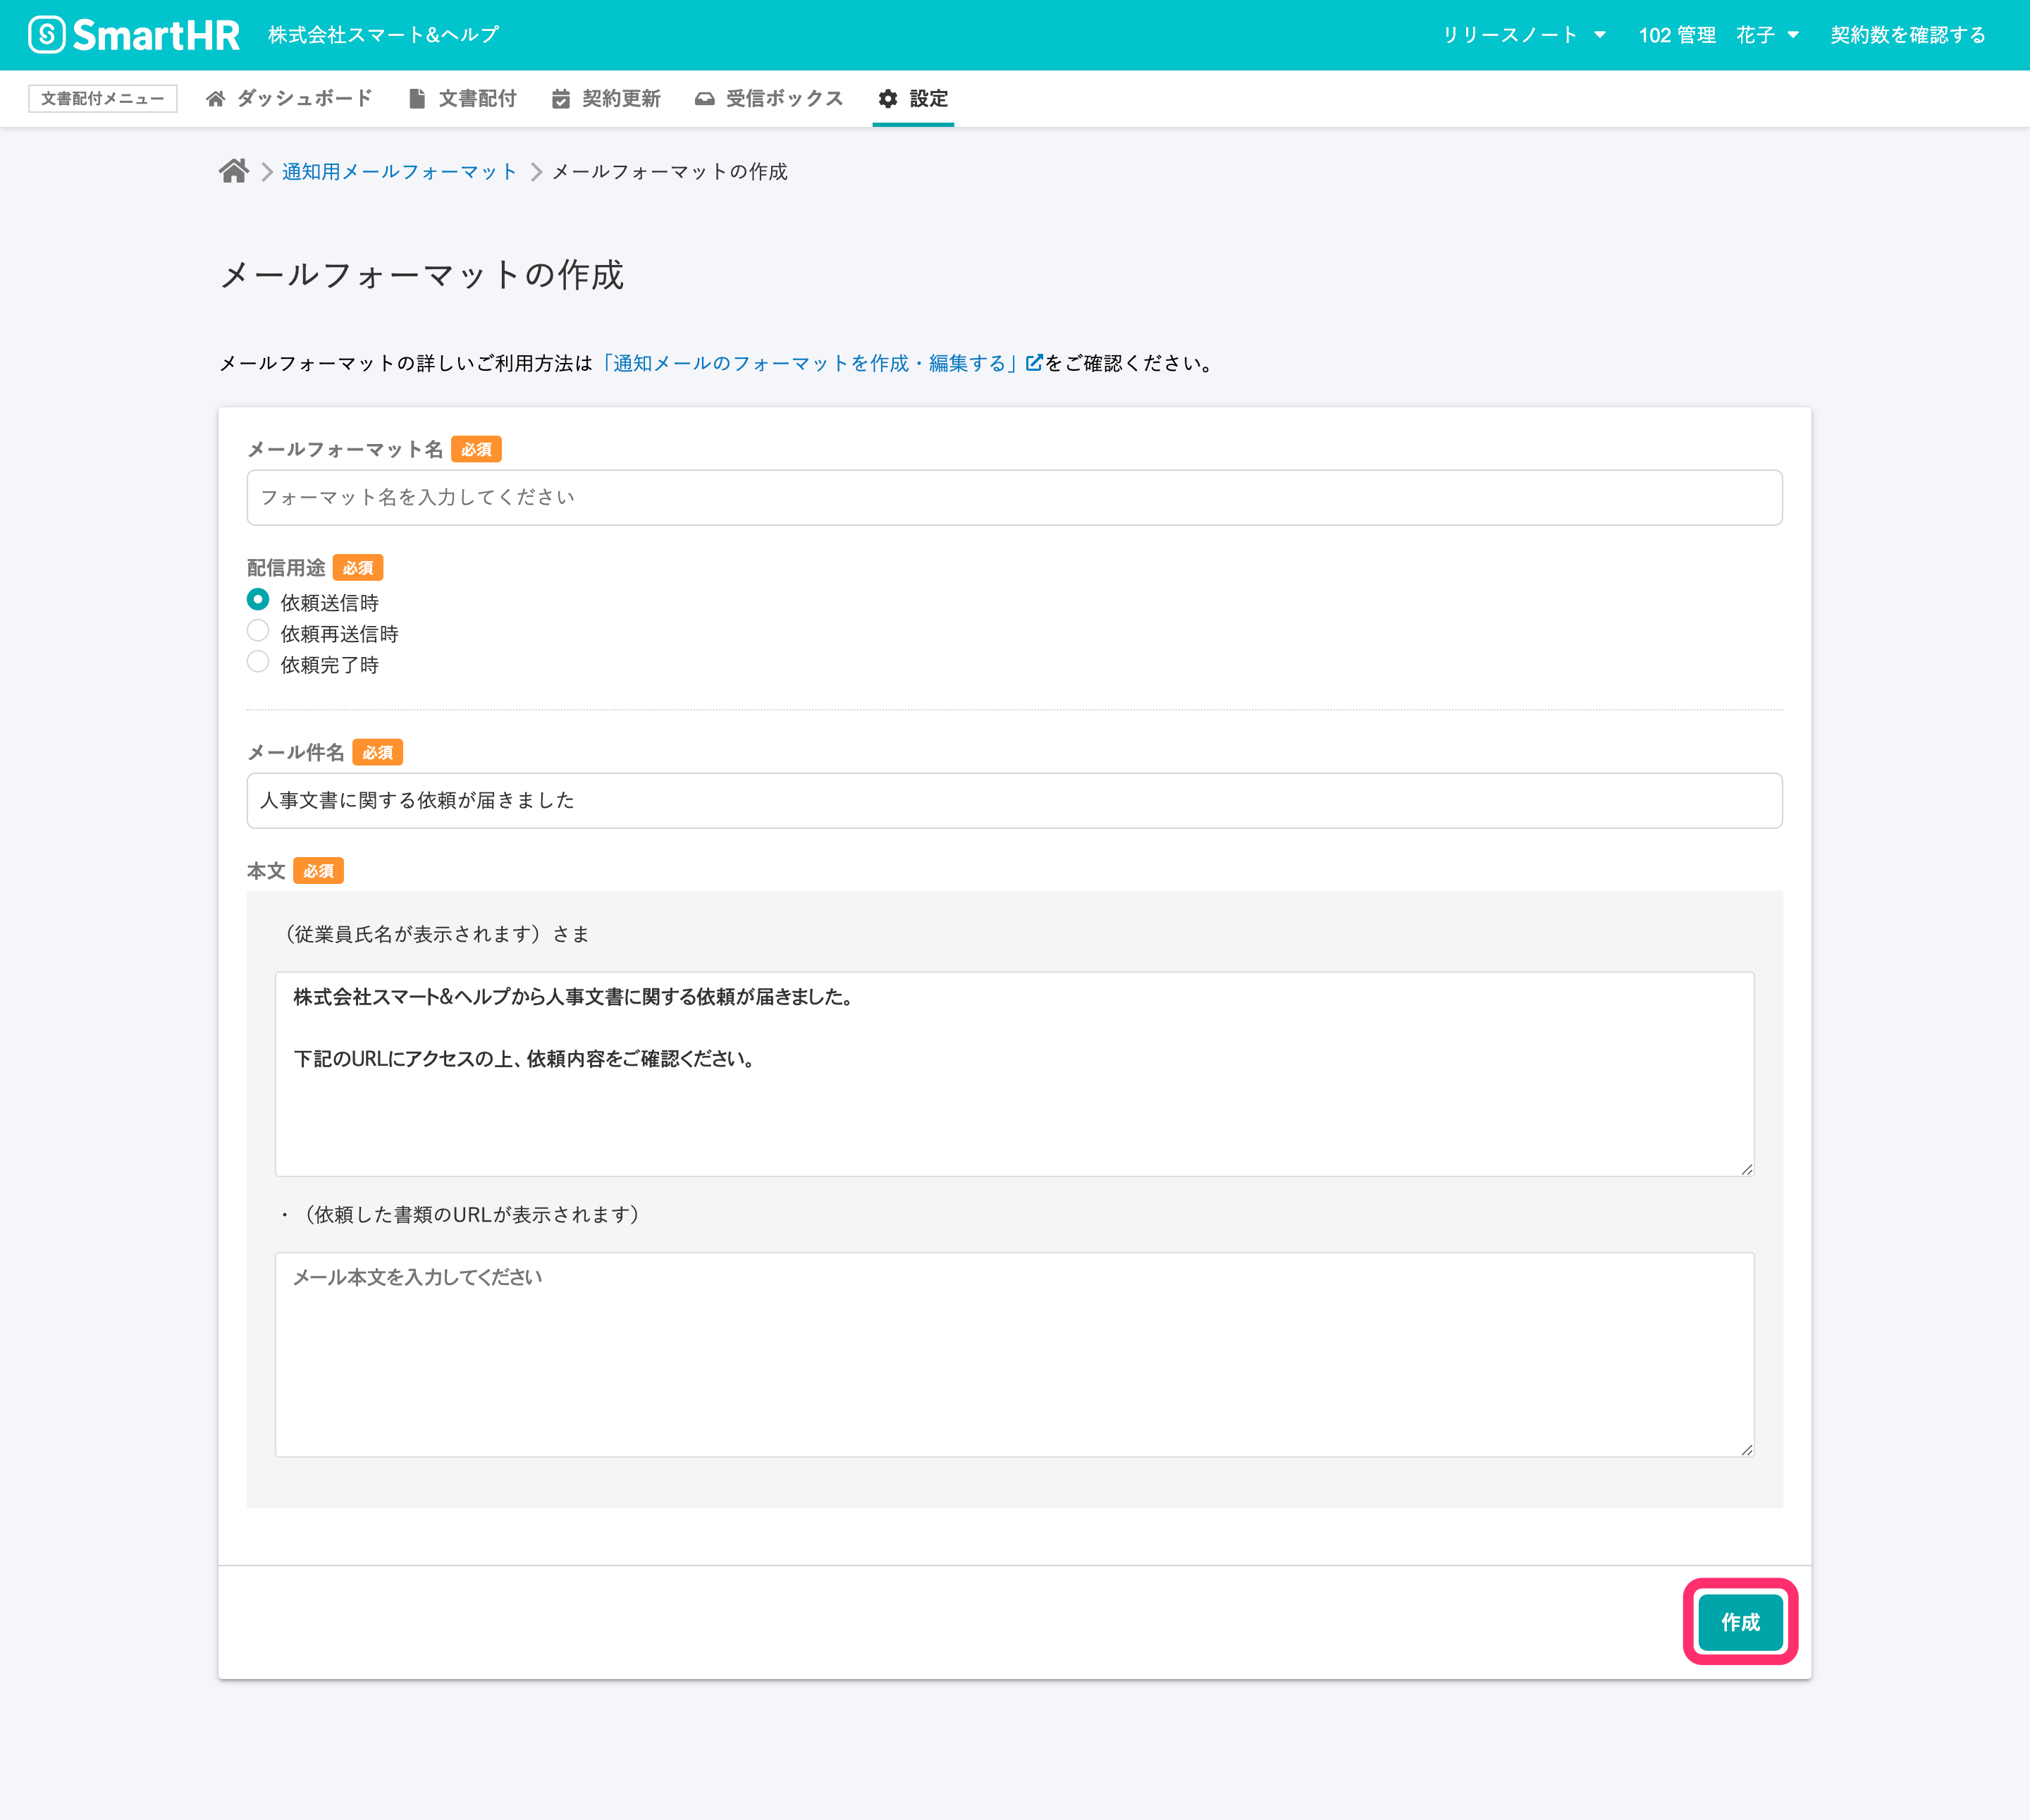 SmartHR 株式会社スマート&ヘルプ リリースノート 102 管理 花子 契約数を確認する
文書配付メニュー ダッシュボード 文書配付 契約更新 受信ボックス 設定
通知用メールフォーマット メールフォーマットの作成
メールフォーマットの作成
メールフォーマットの詳しいご利用方法は「通知メールのフォーマットを作成・編集する」をご確認ください。
メールフォーマット名 必須
フォーマット名を入力してください
配信用途 必須
依頼送信時
依頼再送信時
依頼完了時
メール件名 必須
人事文書に関する依頼が届きました
本文 必須
（従業員氏名が表示されます）さま
株式会社スマート&ヘルプから人事文書に関する依頼が届きました。
下記のURLにアクセスの上、依頼内容をご確認ください。
・（依頼した書類のURLが表示されます）
メール本文を入力してください
作成